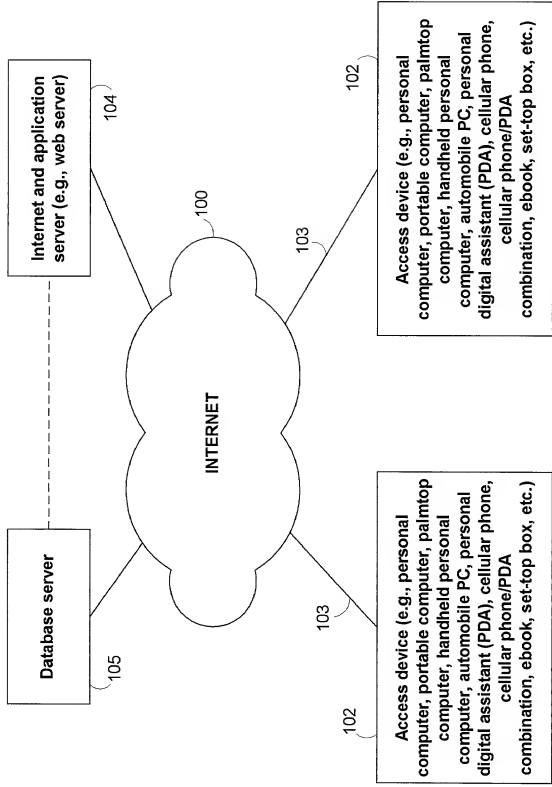 Database server
105
Internet and application
server (e.g., web server)
104
INTERNET
100
103
103
102
Access device (e.g., personal
computer, portable computer, palmtop
computer, handheld personal
computer, automobile PC, personal
digital assistant (PDA), cellular phone,
cellular phone/PDA
combination, ebook, set-top box, etc.)
102
Access device (e.g., personal
computer, portable computer, palmtop
computer, handheld personal
computer, automobile PC, personal
digital assistant (PDA), cellular phone,
cellular phone/PDA
combination, ebook, set-top box, etc.)